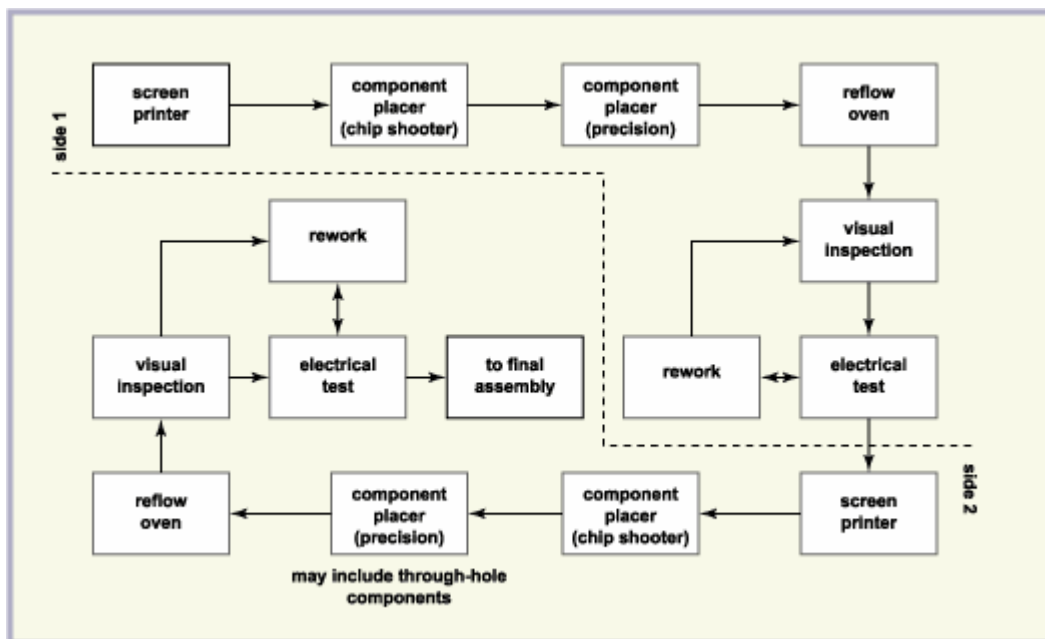 screen
printer
component
placer
(chip shooter)
component
placer
(precision)
reflow
oven
side 1
rework
visual
inspection
visual
inspection
electrical
test
to final
assembly
rework
electrical
test
reflow
oven
component
placer
(precision)
component
placer
(chip shooter)
screen
printer
side 2
may include through-hole
components